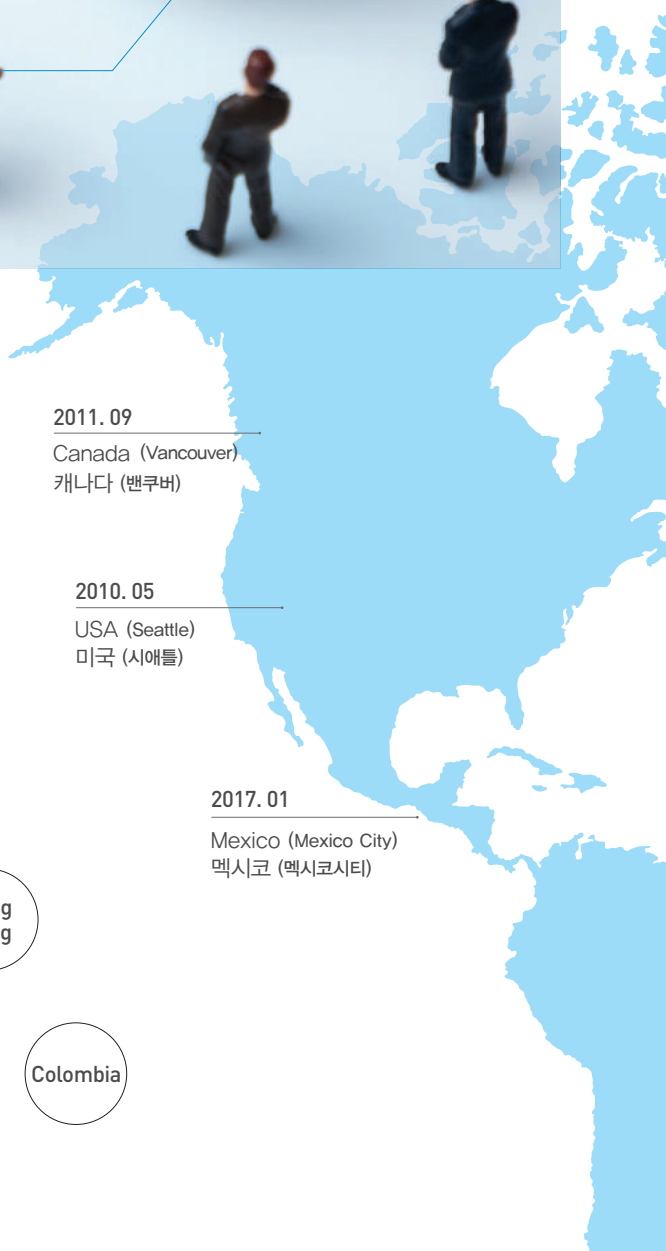 2011. 09
Canada (Vancouver)
캐나다 (밴쿠버)
2010. 05
USA (Seattle)
미국 (시애틀)
2017. 01
Mexico (Mexico City)
멕시코 (멕시코시티)
g
g
Colombia